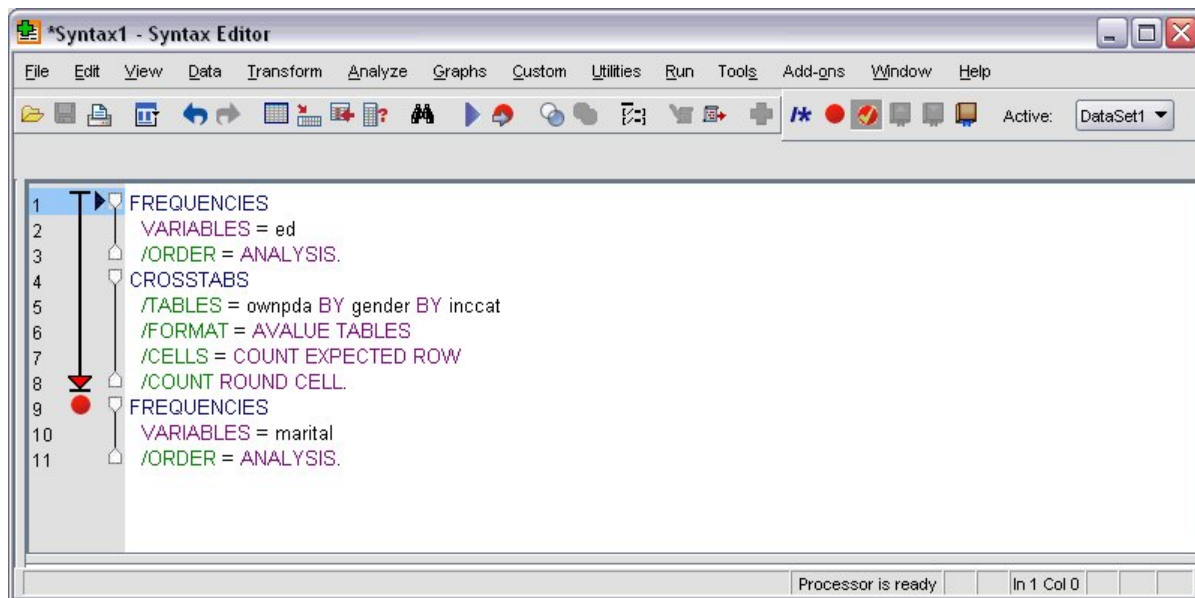 *Syntax1 - Syntax Editor
File Edit View Data Transform Analyze Graphs Custom Utilities Run Tools Add-ons Window Help
Active: DataSet1
1 FREQUENCIES
2 VARIABLES = ed
3 /ORDER = ANALYSIS.
4 CROSSTABS
5 /TABLES = ownpda BY gender BY inccat
6 /FORMAT = AVALUE TABLES
7 /CELLS = COUNT EXPECTED ROW
8 /COUNT ROUND CELL.
9 FREQUENCIES
10 VARIABLES = marital
11 /ORDER = ANALYSIS.
Processor is ready In 1 Col 0